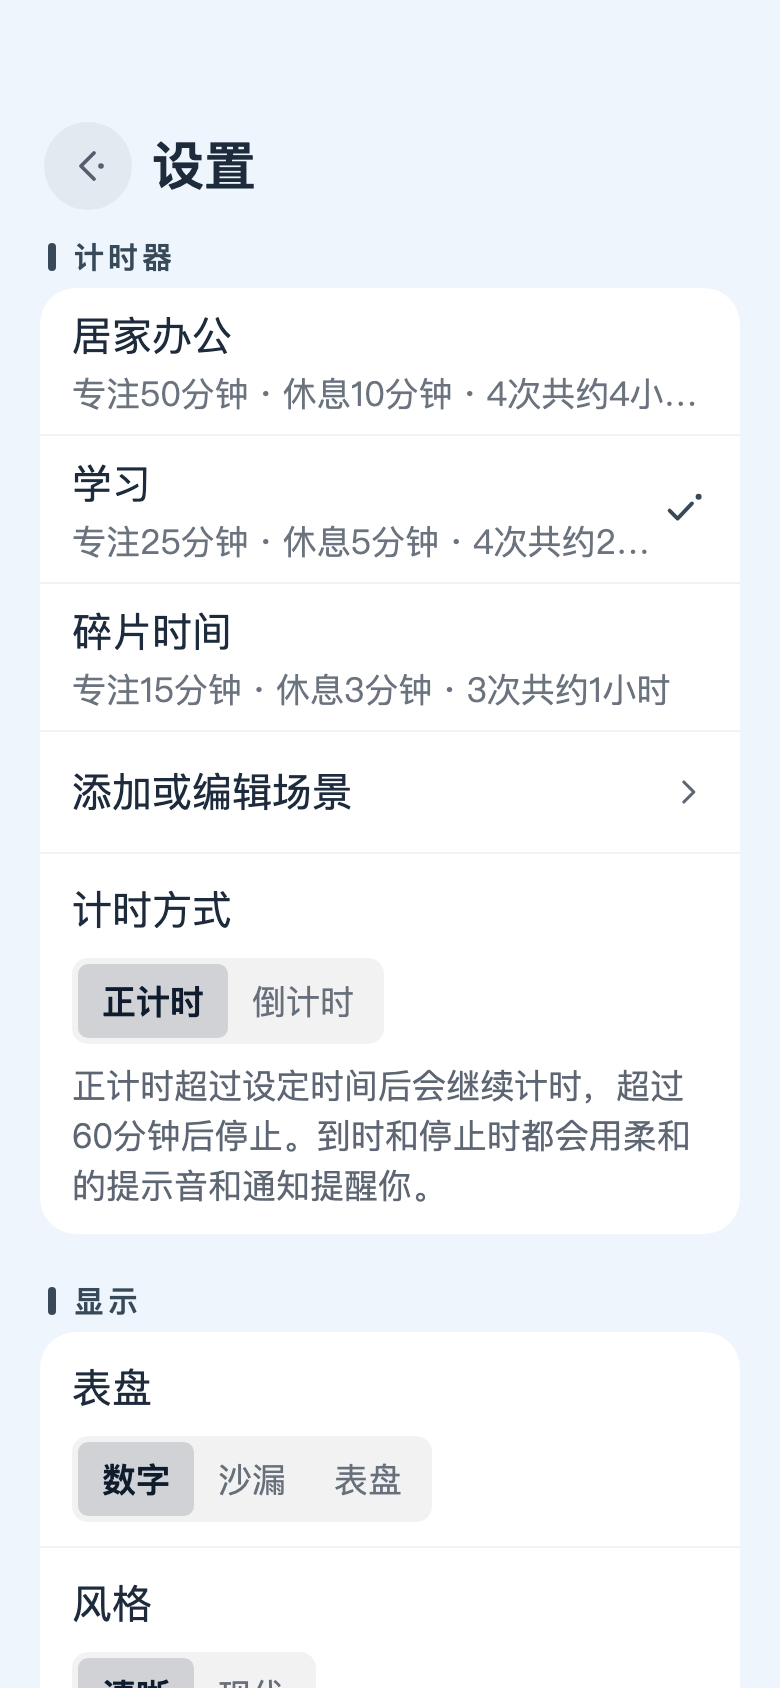 设置
计时器
居家办公
专注50分钟 · 休息10分钟 · 4次共约4小…
学习
专注25分钟 · 休息5分钟 · 4次共约2…
碎片时间
专注15分钟 · 休息3分钟 · 3次共约1小时
添加或编辑场景
计时方式
正计时 倒计时
正计时超过设定时间后会继续计时，超过
60分钟后停止。到时和停止时都会用柔和
的提示音和通知提醒你。
显示
表盘
数字 沙漏 表盘
风格
清晰 现代